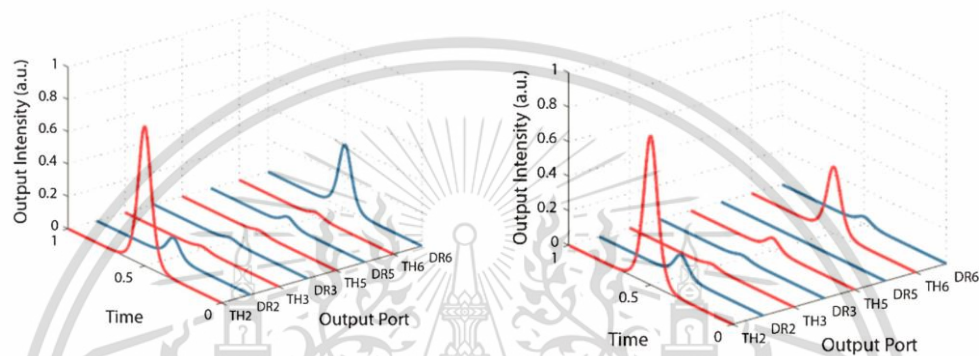 Output Intensity (a.u.)
1
0.8
0.6
0.4
0.2
0
1
0.5
0
Time
TH2
DR2
TH3
DR3
TH5
DR5
TH6
DR6
Output Port
Output Intensity (a.u.)
1
0.8
0.6
0.4
0.2
0
1
0.5
0
Time
TH2
DR2
TH3
DR3
TH5
DR5
TH6
DR6
Output Port